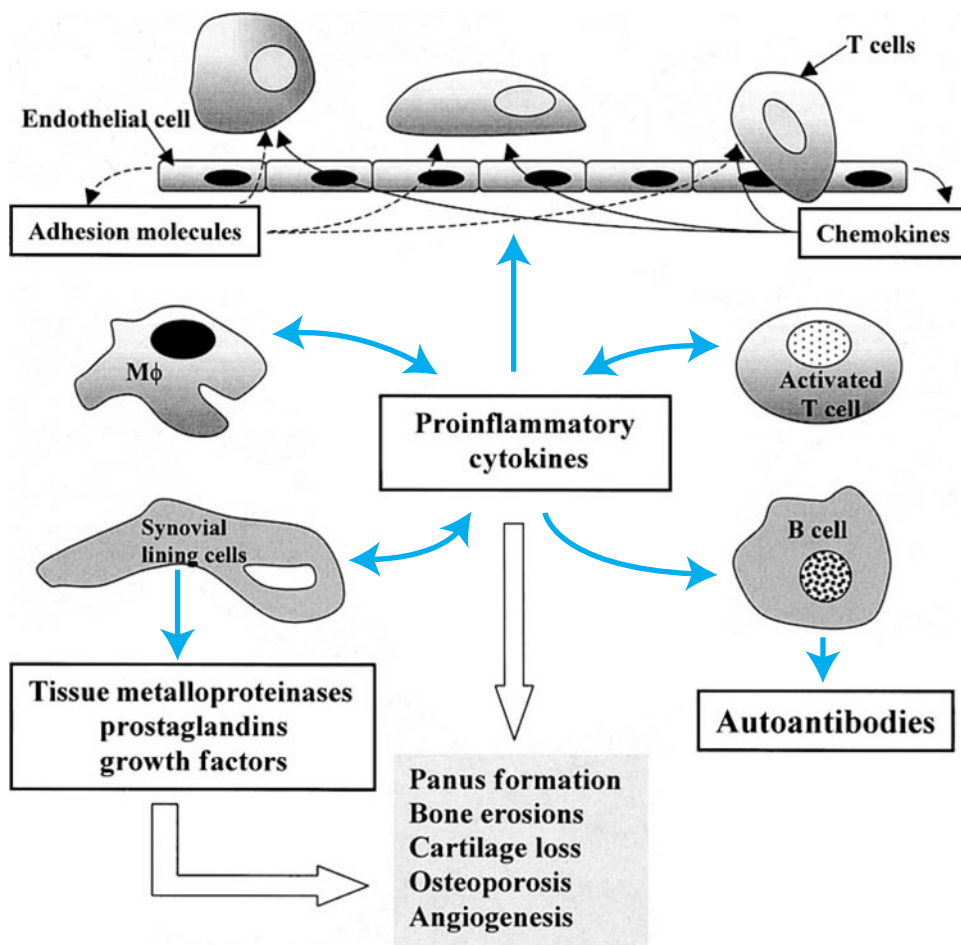 T cells
Endothelial cell
Adhesion molecules
Chemokines
Mϕ
Activated
T cell
Proinflammatory
cytokines
Synovial
lining cells
B cell
Tissue metalloproteinases
prostaglandins
growth factors
Autoantibodies
Panus formation
Bone erosions
Cartilage loss
Osteoporosis
Angiogenesis